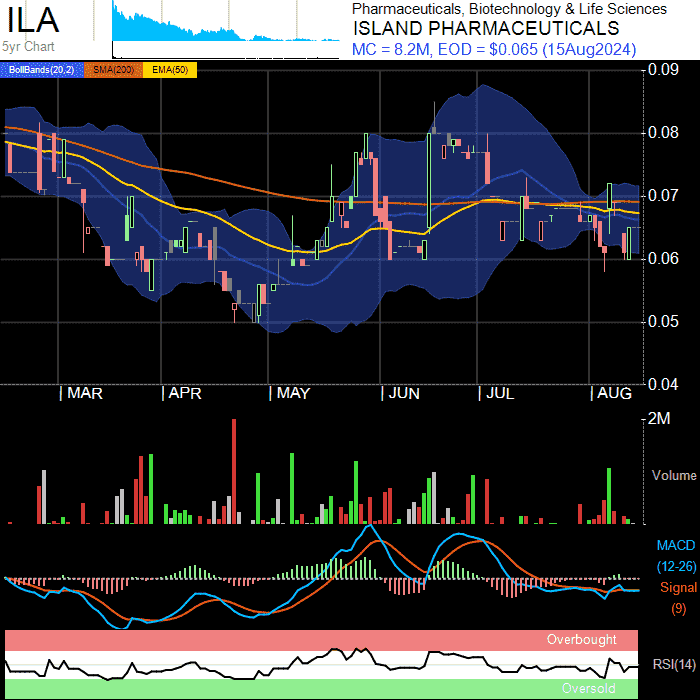 ILA
5yr Chart
Pharmaceuticals, Biotechnology & Life Sciences
ISLAND PHARMACEUTICALS
MC = 8.2M, EOD = $0.065 (15Aug2024)
BollBands(20,2) SMA(200) EMA(50)
0.09
0.08
0.07
0.06
0.05
0.04
MAR APR MAY JUN JUL AUG
2M
Volume
MACD
(12-26)
Signal
(9)
Overbought
RSI(14)
Oversold